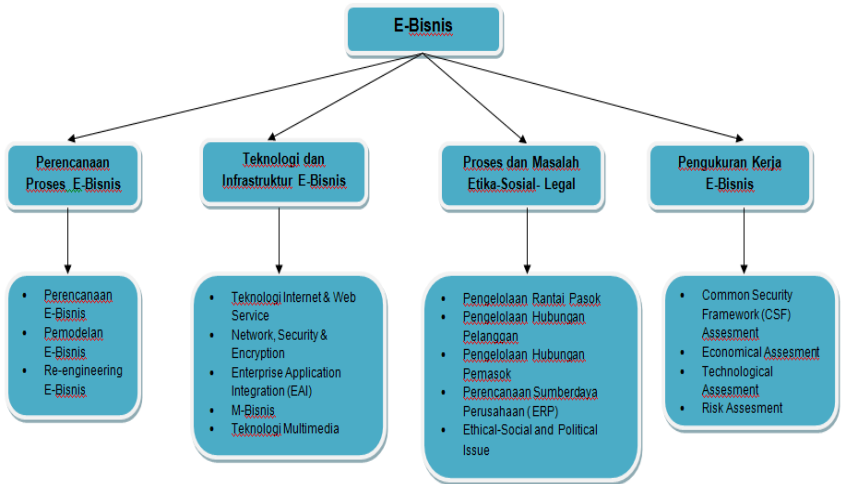 E-Bisnis
Perencanaan
Proses E-Bisnis
Teknologi dan
Infrastruktur E-Bisnis
Proses dan Masalah
Etika-Sosial- Legal
Pengukuran Kerja
E-Bisnis
• Perencanaan
E-Bisnis
• Pemodelan
E-Bisnis
• Re-engineering
E-Bisnis
• Teknologi Internet & Web
Service
• Network, Security &
Encryption
• Enterprise Application
Integration (EAI)
• M-Bisnis
• Teknologi Multimedia
• Pengelolaan Rantai Pasok
• Pengelolaan Hubungan
Pelanggan
• Pengelolaan Hubungan
Pemasok
• Perencanaan Sumberdaya
Perusahaan (ERP)
• Ethical-Social and Political
Issue
• Common Security
Framework (CSF)
Assesment
• Economical Assesment
• Technological
Assesment
• Risk Assesment